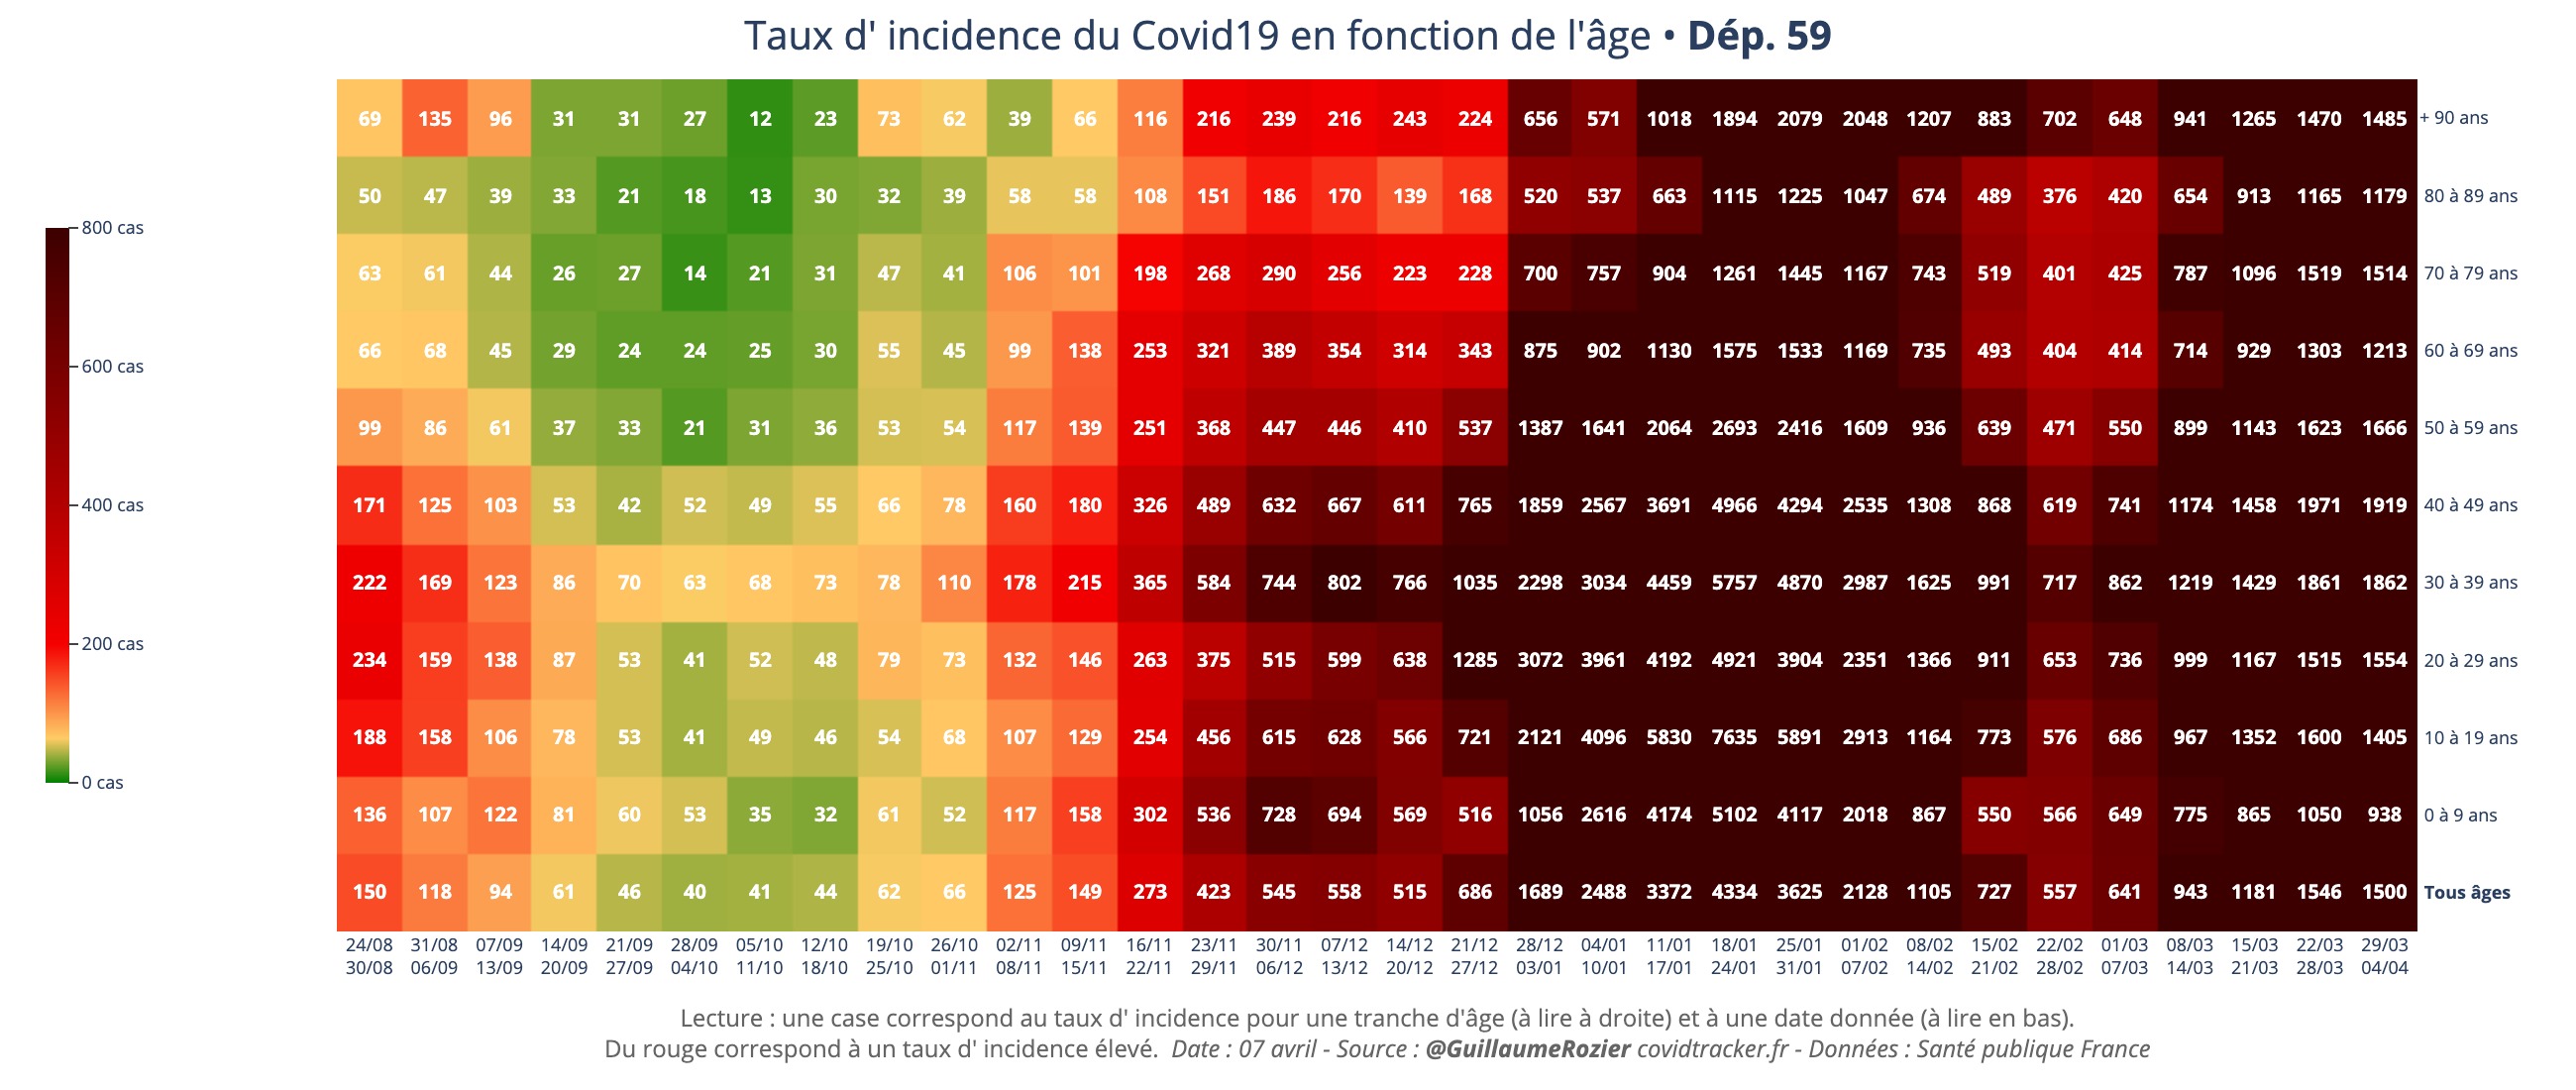 Taux d' incidence du Covid19 en fonction de l'âge • Dép. 59
800 cas
600 cas
400 cas
200 cas
0 cas
69 135 96 31 31 27 12 23 73 62 39 66 116 216 239 216 243 224 656 571 1018 1894 2079 2048 1207 883 702 648 941 1265 1470 1485 + 90 ans
50 47 39 33 21 18 13 30 32 39 58 58 108 151 186 170 139 168 520 537 663 1115 1225 1047 674 489 376 420 654 913 1165 1179 80 à 89 ans
63 61 44 26 27 14 21 31 47 41 106 101 198 268 290 256 223 228 700 757 904 1261 1445 1167 743 519 401 425 787 1096 1519 1514 70 à 79 ans
66 68 45 29 24 24 25 30 55 45 99 138 253 321 389 354 314 343 875 902 1130 1575 1533 1169 735 493 404 414 714 929 1303 1213 60 à 69 ans
99 86 61 37 33 21 31 36 53 54 117 139 251 368 447 446 410 537 1387 1641 2064 2693 2416 1609 936 639 471 550 899 1143 1623 1666 50 à 59 ans
171 125 103 53 42 52 49 55 66 78 160 180 326 489 632 667 611 765 1859 2567 3691 4966 4294 2535 1308 868 619 741 1174 1458 1971 1919 40 à 49 ans
222 169 123 86 70 63 68 73 78 110 178 215 365 584 744 802 766 1035 2298 3034 4459 5757 4870 2987 1625 991 717 862 1219 1429 1861 1862 30 à 39 ans
234 159 138 87 53 41 52 48 79 73 132 146 263 375 515 599 638 1285 3072 3961 4192 4921 3904 2351 1366 911 653 736 999 1167 1515 1554 20 à 29 ans
188 158 106 78 53 41 49 46 54 68 107 129 254 456 615 628 566 721 2121 4096 5830 7635 5891 2913 1164 773 576 686 967 1352 1600 1405 10 à 19 ans
136 107 122 81 60 53 35 32 61 52 117 158 302 536 728 694 569 516 1056 2616 4174 5102 4117 2018 867 550 566 649 775 865 1050 938 0 à 9 ans
150 118 94 61 46 40 41 44 62 66 125 149 273 423 545 558 515 686 1689 2488 3372 4334 3625 2128 1105 727 557 641 943 1181 1546 1500 Tous âges
24/08 31/08 07/09 14/09 21/09 28/09 05/10 12/10 19/10 26/10 02/11 09/11 16/11 23/11 30/11 07/12 14/12 21/12 28/12 04/01 11/01 18/01 25/01 01/02 08/02 15/02 22/02 01/03 08/03 15/03 22/03 29/03
30/08 06/09 13/09 20/09 27/09 04/10 11/10 18/10 25/10 01/11 08/11 15/11 22/11 29/11 06/12 13/12 20/12 27/12 03/01 10/01 17/01 24/01 31/01 07/02 14/02 21/02 28/02 07/03 14/03 21/03 28/03 04/04
Lecture : une case correspond au taux d' incidence pour une tranche d'âge (à lire à droite) et à une date donnée (à lire en bas).
Du rouge correspond à un taux d' incidence élevé. Date : 07 avril - Source : @GuillaumeRozier covidtracker.fr - Données : Santé publique France